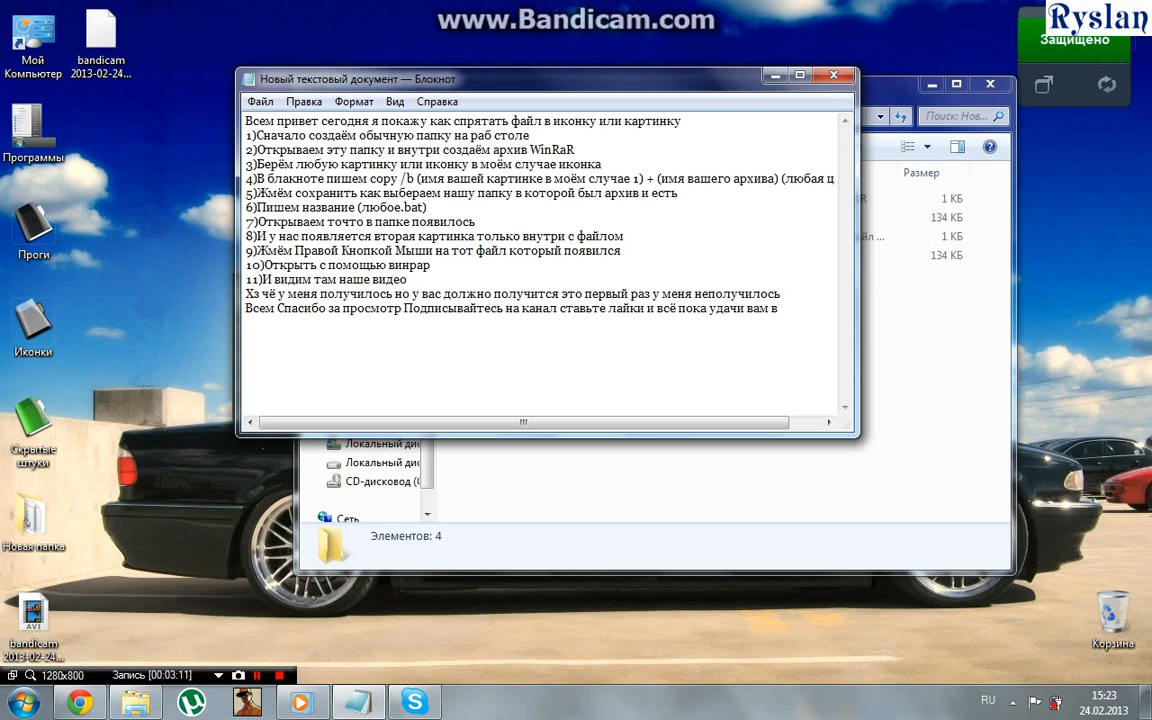 www.Bandicam.com
Ryslan
Защищено
Мой
Компьютер
bandicam
2013-02-24...
Программы
Проги
Иконки
Скрытые
штуки
Новая папка
bandicam
2013-02-24...
Новый текстовый документ — Блокнот
Файл Правка Формат Вид Справка
Всем привет сегодня я покажу как спрятать файл в иконку или картинку
1)Сначало создаём обычную папку на раб столе
2)Открываем эту папку и внутри создаём архив WinRaR
3)Берём любую картинку или иконку в моём случае иконка
4)В блакноте пишем copy /b (имя вашей картинке в моём случае 1) + (имя вашего архива) (любая ц
5)Жмём сохранить как выбераем нашу папку в которой был архив и есть
6)Пишем название (любое.bat)
7)Открываем точто в папке появилось
8)И у нас появляется вторая картинка только внутри с файлом
9)Жмём Правой Кнопкой Мыши на тот файл который появился
10)Открыть с помощью винрар
11)И видим там наше видео
Хз чё у меня получилось но у вас должно получится это первый раз у меня неполучилось
Всем Спасибо за просмотр Подписывайтесь на канал ставьте лайки и всё пока удачи вам в
Поиск: Нов...
Размер
1 КБ
134 КБ
йл ... 1 КБ
134 КБ
Локальный дис
Локальный дис
CD-дисковод (
Сеть
Элементов: 4
AVI
Корзина
1280x800 Запись [00:03:11]
RU
15:23
24.02.2013